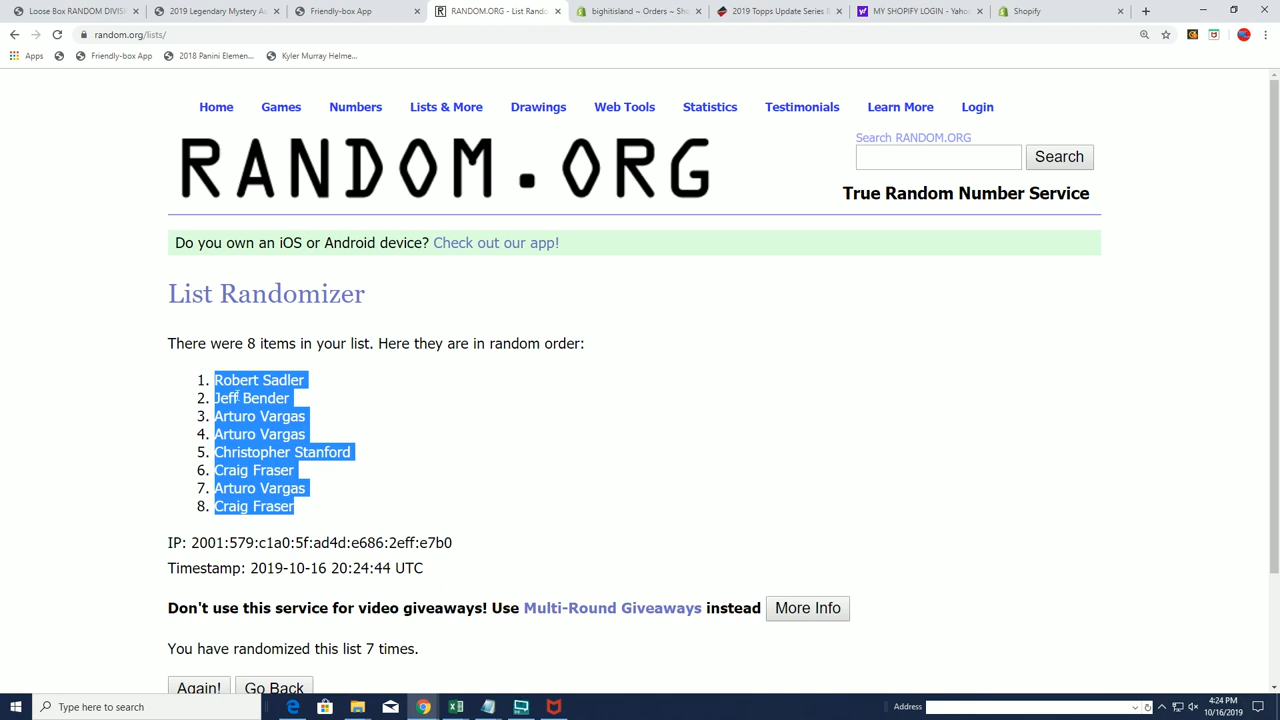 Loose Box RANDOM DIVISI
2019 Legendary Mystery Au
Friendly-box App
RANDOM.ORG - List Rando
bighitisland ~ Orders ~ Sho
2019 Topps Update Series B
MY SHOPIFY LOGIN - Yahoo
Shopify
random.org/lists/
Apps
Friendly-box App
2018 Panini Elemen...
Kyler Murray Helme...
Home
Games
Numbers
Lists & More
Drawings
Web Tools
Statistics
Testimonials
Learn More
Login
RANDOM.ORG
Search RANDOM.ORG
Search
True Random Number Service
Do you own an iOS or Android device? Check out our app!
List Randomizer
There were 8 items in your list. Here they are in random order:
1. Robert Sadler
2. Jeff Bender
3. Arturo Vargas
4. Arturo Vargas
5. Christopher Stanford
6. Craig Fraser
7. Arturo Vargas
8. Craig Fraser
IP: 2001:579:c1a0:5f:ad4d:e686:2eff:e7b0
Timestamp: 2019-10-16 20:24:44 UTC
Don't use this service for video giveaways! Use Multi-Round Giveaways instead
More Info
You have randomized this list 7 times.
Again!
Go Back
Type here to search
Address
4:24 PM
10/16/2019